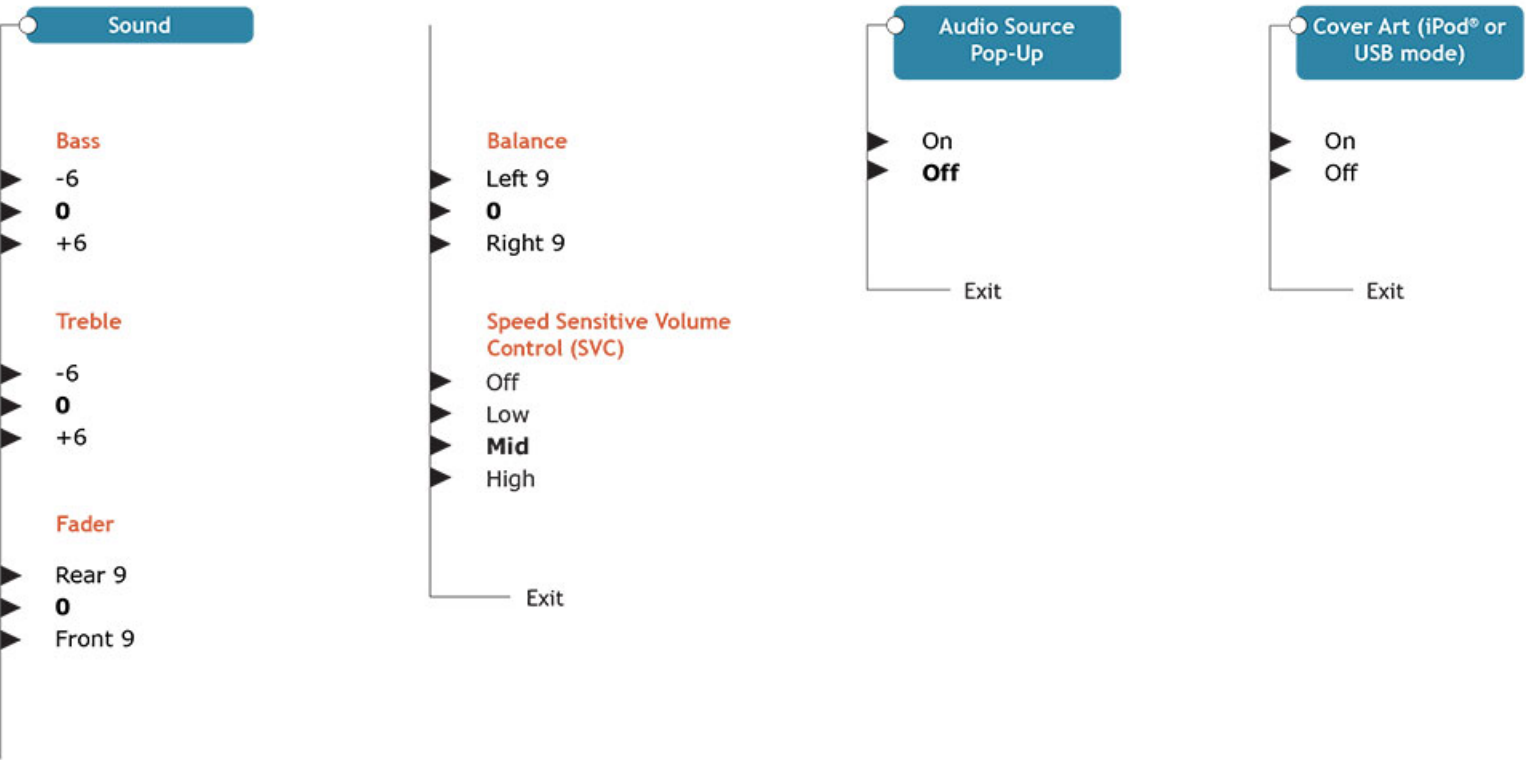 Sound
Bass
-6
0
+6
Treble
-6
0
+6
Fader
Rear 9
0
Front 9
Balance
Left 9
0
Right 9
Speed Sensitive Volume
Control (SVC)
Off
Low
Mid
High
Exit
Audio Source
Pop-Up
On
Off
Exit
Cover Art (iPod® or
USB mode)
On
Off
Exit